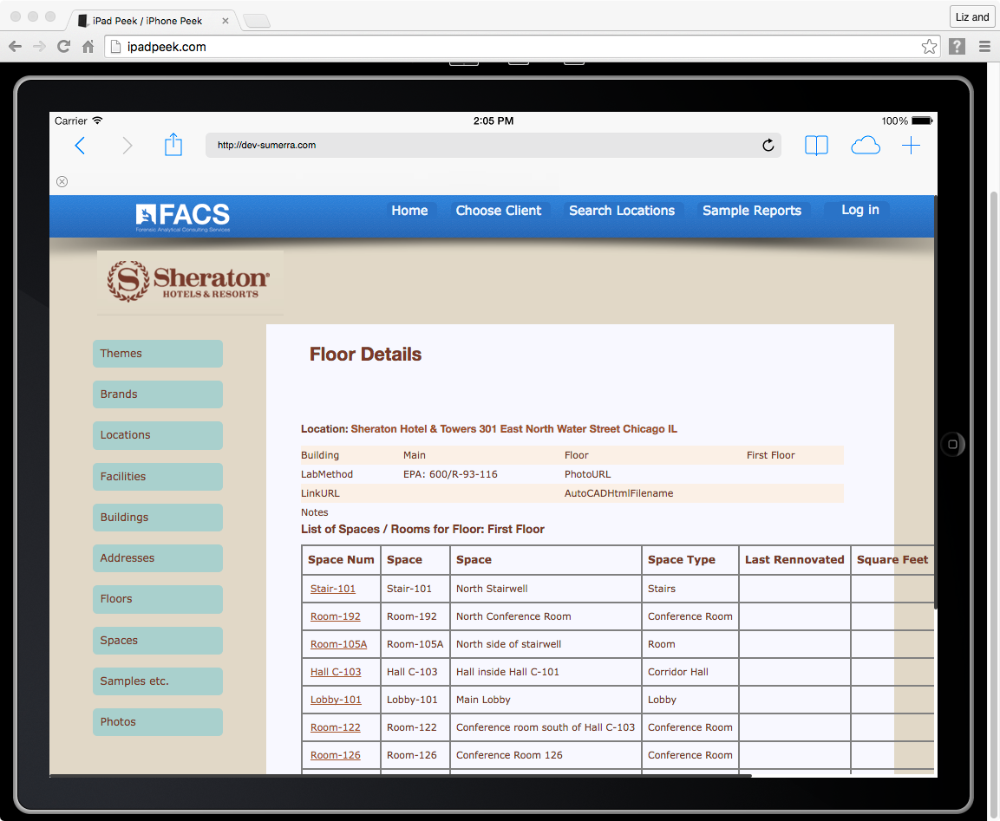 iPad Peek / iPhone Peek
Liz and
ipadpeek.com
Carrier 2:05 PM 100%
http://dev-sumerra.com
FACS
Forensic Analytical Consulting Services
Home Choose Client Search Locations Sample Reports Log in
Sheraton
HOTELS & RESORTS
Themes
Brands
Locations
Facilities
Buildings
Addresses
Floors
Spaces
Samples etc.
Photos
Floor Details
Location: Sheraton Hotel & Towers 301 East North Water Street Chicago IL
Building Main Floor First Floor
LabMethod EPA: 600/R-93-116 PhotoURL
LinkURL AutoCADHtmlFilename
Notes
List of Spaces / Rooms for Floor: First Floor
Space Num Space Space Space Type Last Rennovated Square Feet
Stair-101 Stair-101 North Stairwell Stairs
Room-192 Room-192 North Conference Room Conference Room
Room-105A Room-105A North side of stairwell Room
Hall C-103 Hall C-103 Hall inside Hall C-101 Corridor Hall
Lobby-101 Lobby-101 Main Lobby Lobby
Room-122 Room-122 Conference room south of Hall C-103 Conference Room
Room-126 Room-126 Conference Room 126 Conference Room